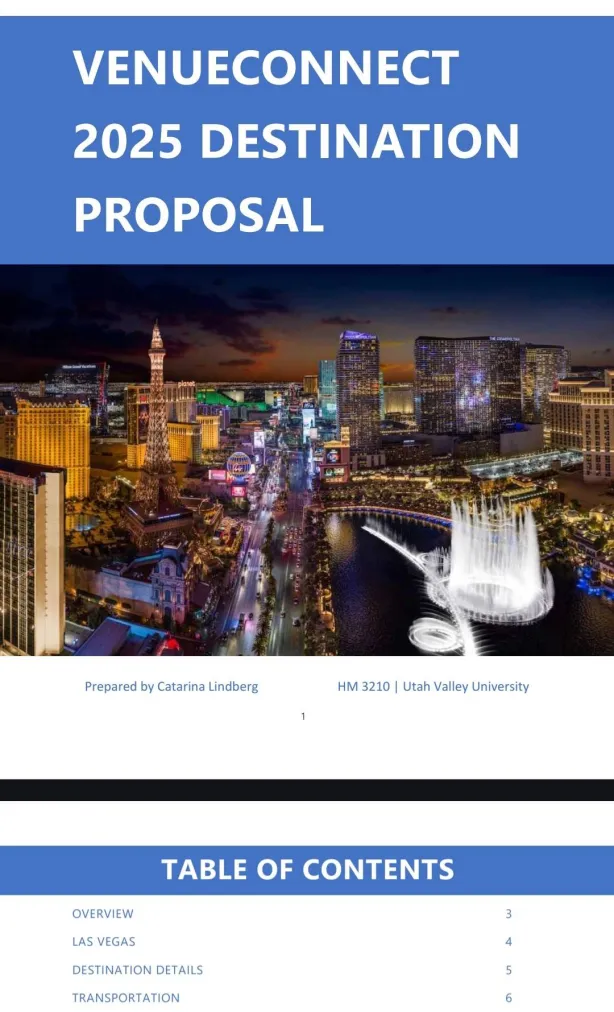 VENUECONNECT
2025 DESTINATION
PROPOSAL
Prepared by Catarina Lindberg
HM 3210 | Utah Valley University
1
TABLE OF CONTENTS
OVERVIEW 3
LAS VEGAS 4
DESTINATION DETAILS 5
TRANSPORTATION 6